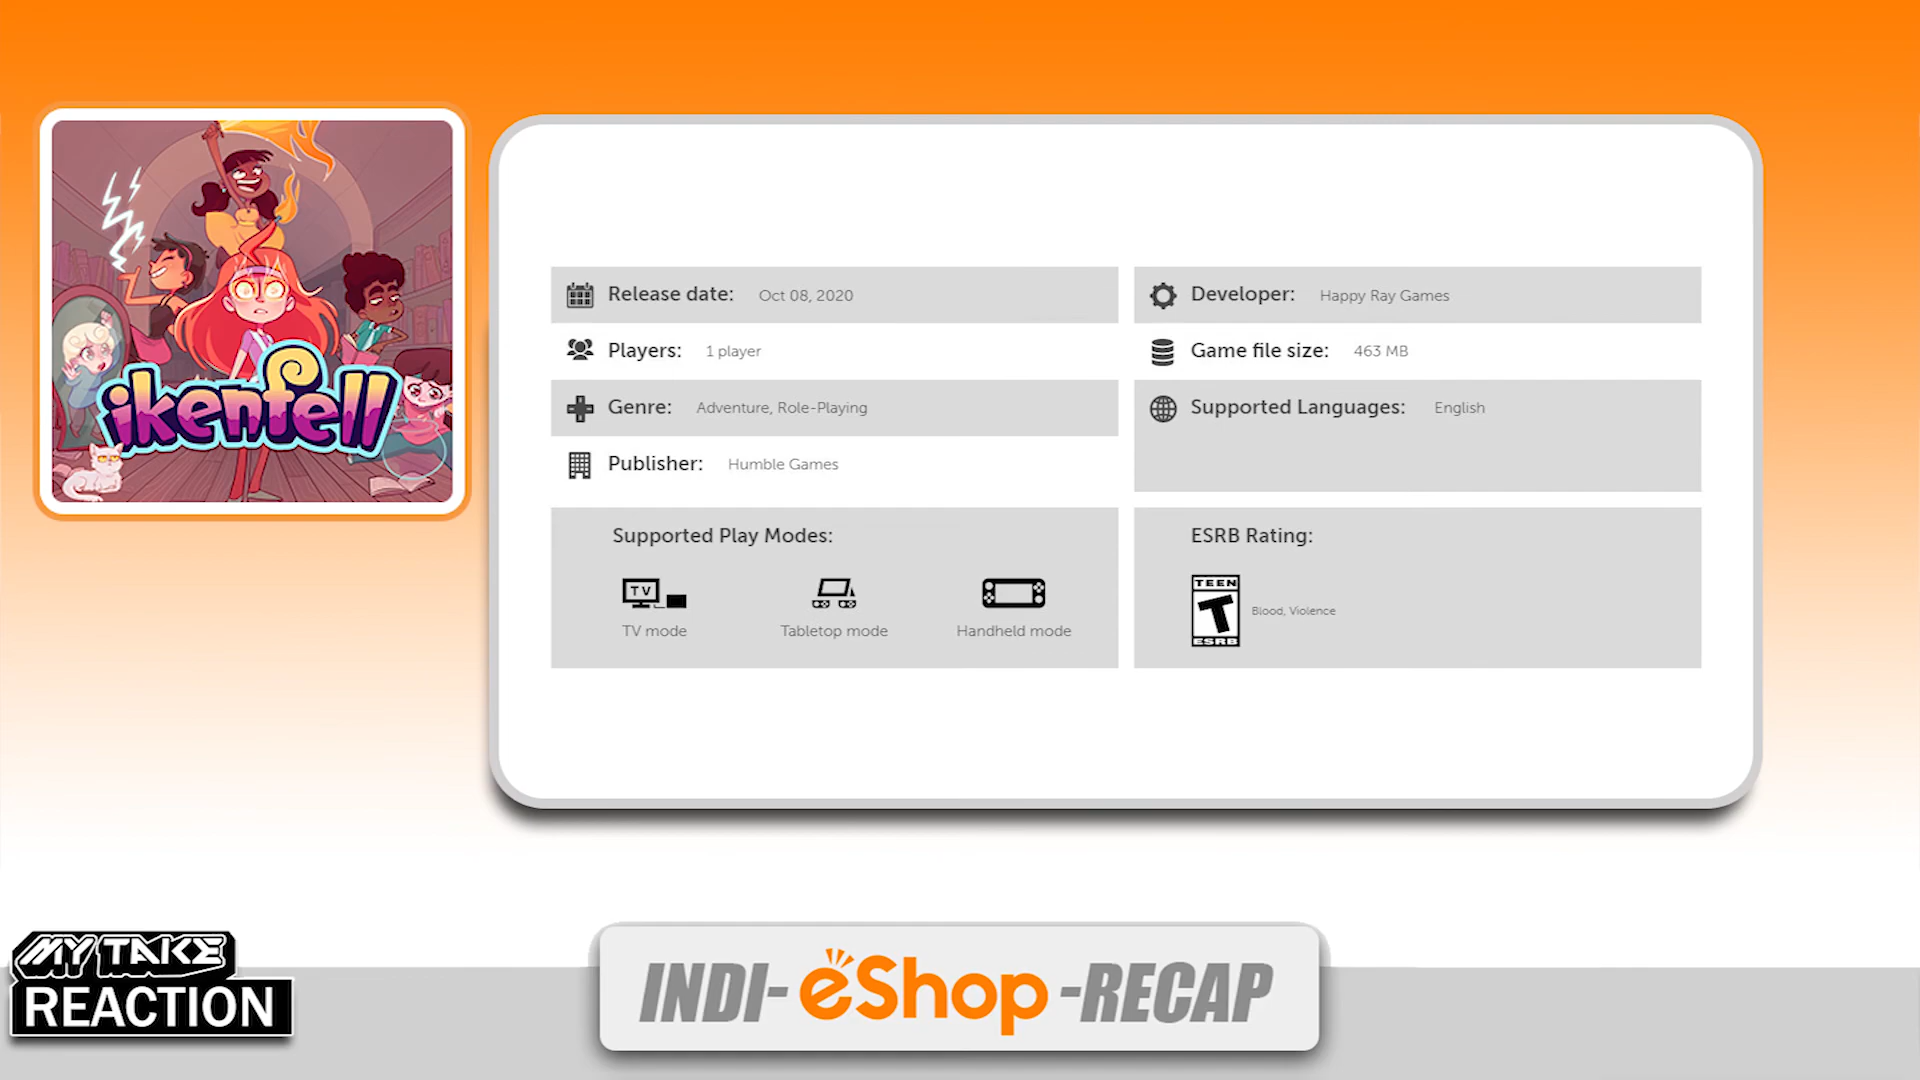 ikenfell
Release date: Oct 08, 2020
Players: 1 player
Genre: Adventure, Role-Playing
Publisher: Humble Games
Developer: Happy Ray Games
Game file size: 463 MB
Supported Languages: English
Supported Play Modes:
TV
TV mode
Tabletop mode
Handheld mode
ESRB Rating:
TEEN
T
ESRB
Blood, Violence
MY TAKE
REACTION
INDI-eShop-RECAP